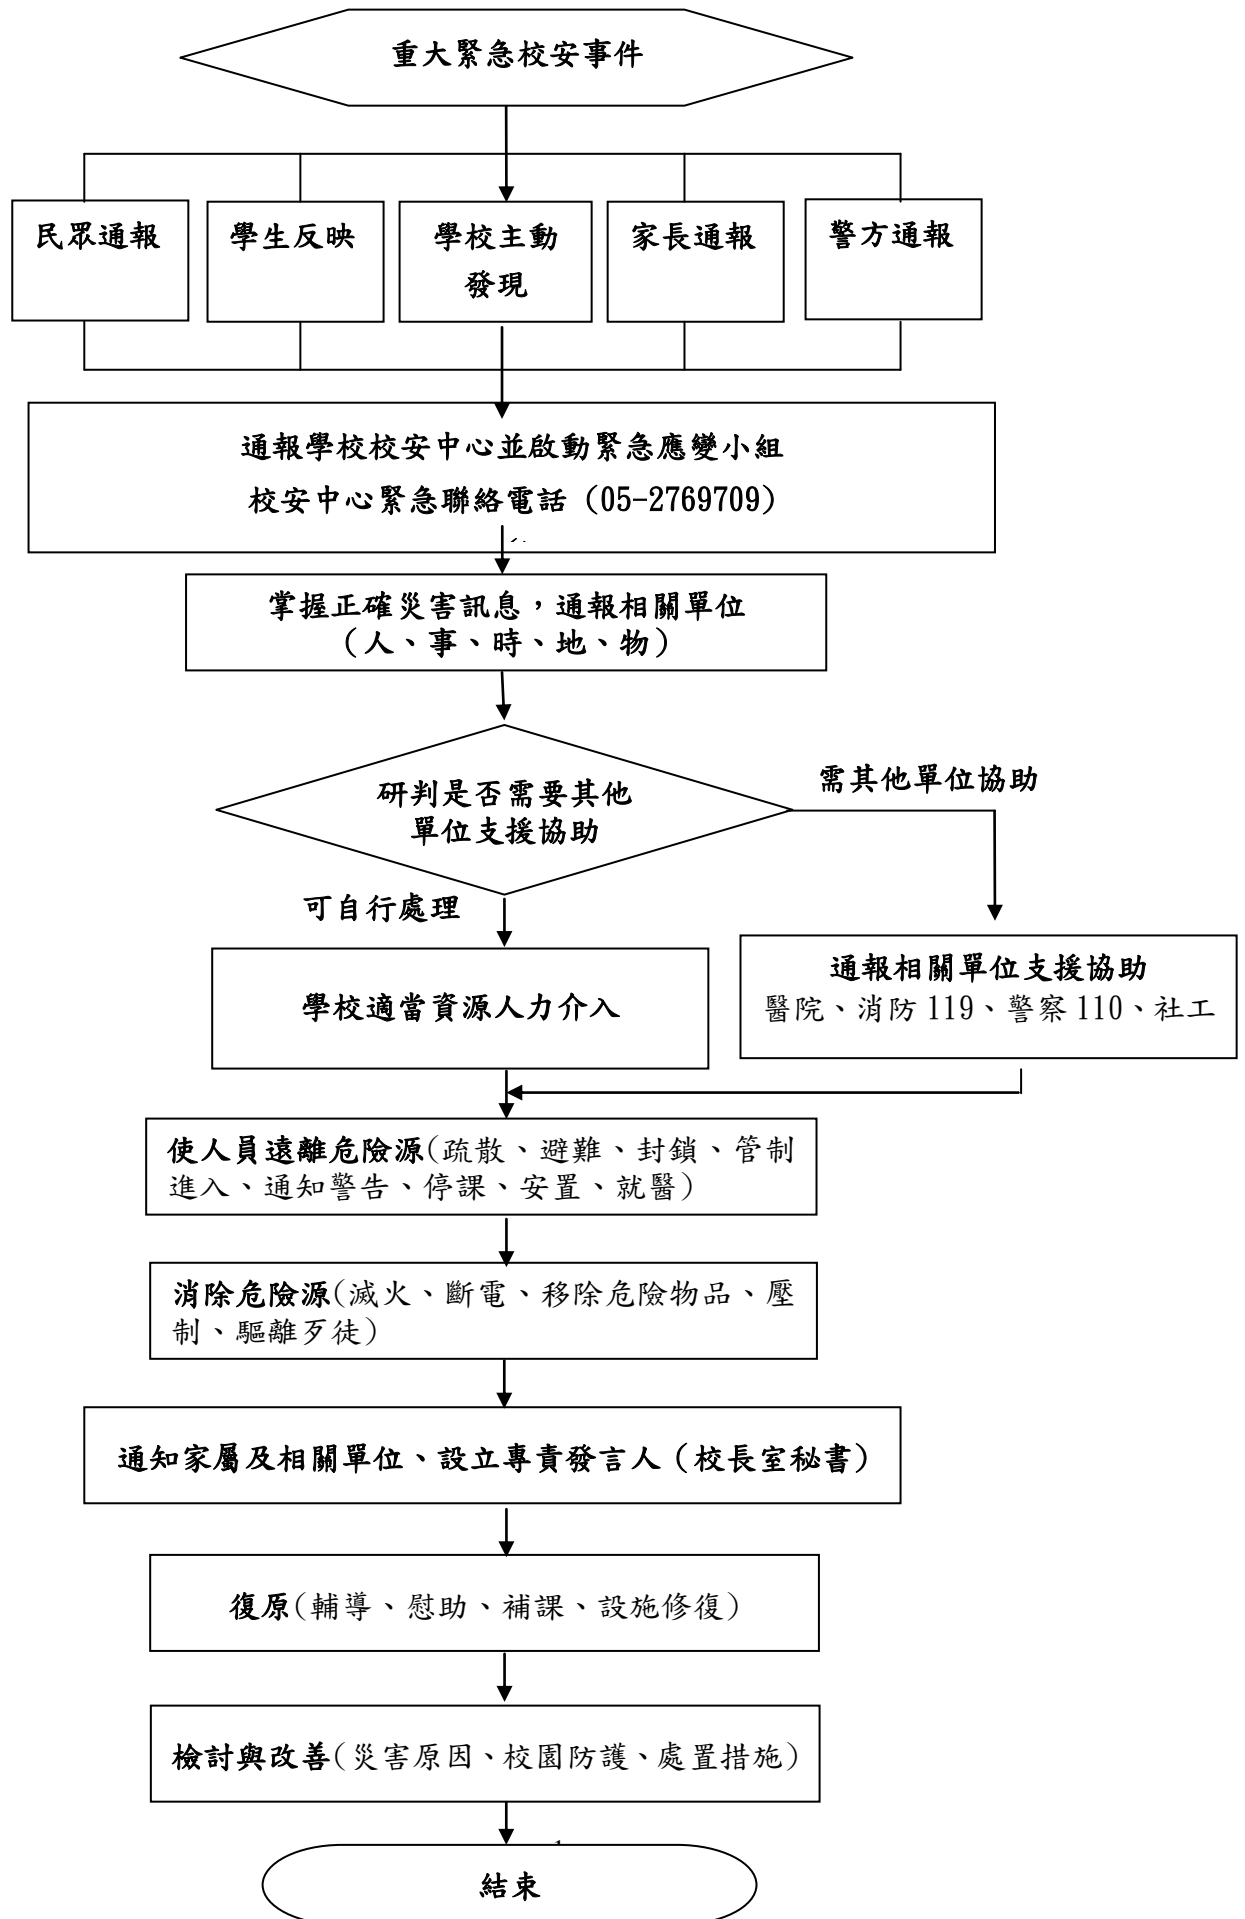 重大緊急校安事件
民眾通報
學生反映
學校主動
發現
家長通報
警方通報
通報學校校安中心並啟動緊急應變小組
校安中心緊急聯絡電話（05-2769709）
掌握正確災害訊息，通報相關單位
（人、事、時、地、物）
研判是否需要其他
單位支援協助
需其他單位協助
可自行處理
學校適當資源人力介入
通報相關單位支援協助
醫院、消防 119、警察 110、社工
使人員遠離危險源(疏散、避難、封鎖、管制
進入、通知警告、停課、安置、就醫)
消除危險源(滅火、斷電、移除危險物品、壓
制、驅離歹徒)
通知家屬及相關單位、設立專責發言人（校長室秘書）
復原(輔導、慰助、補課、設施修復)
檢討與改善(災害原因、校園防護、處置措施)
結束